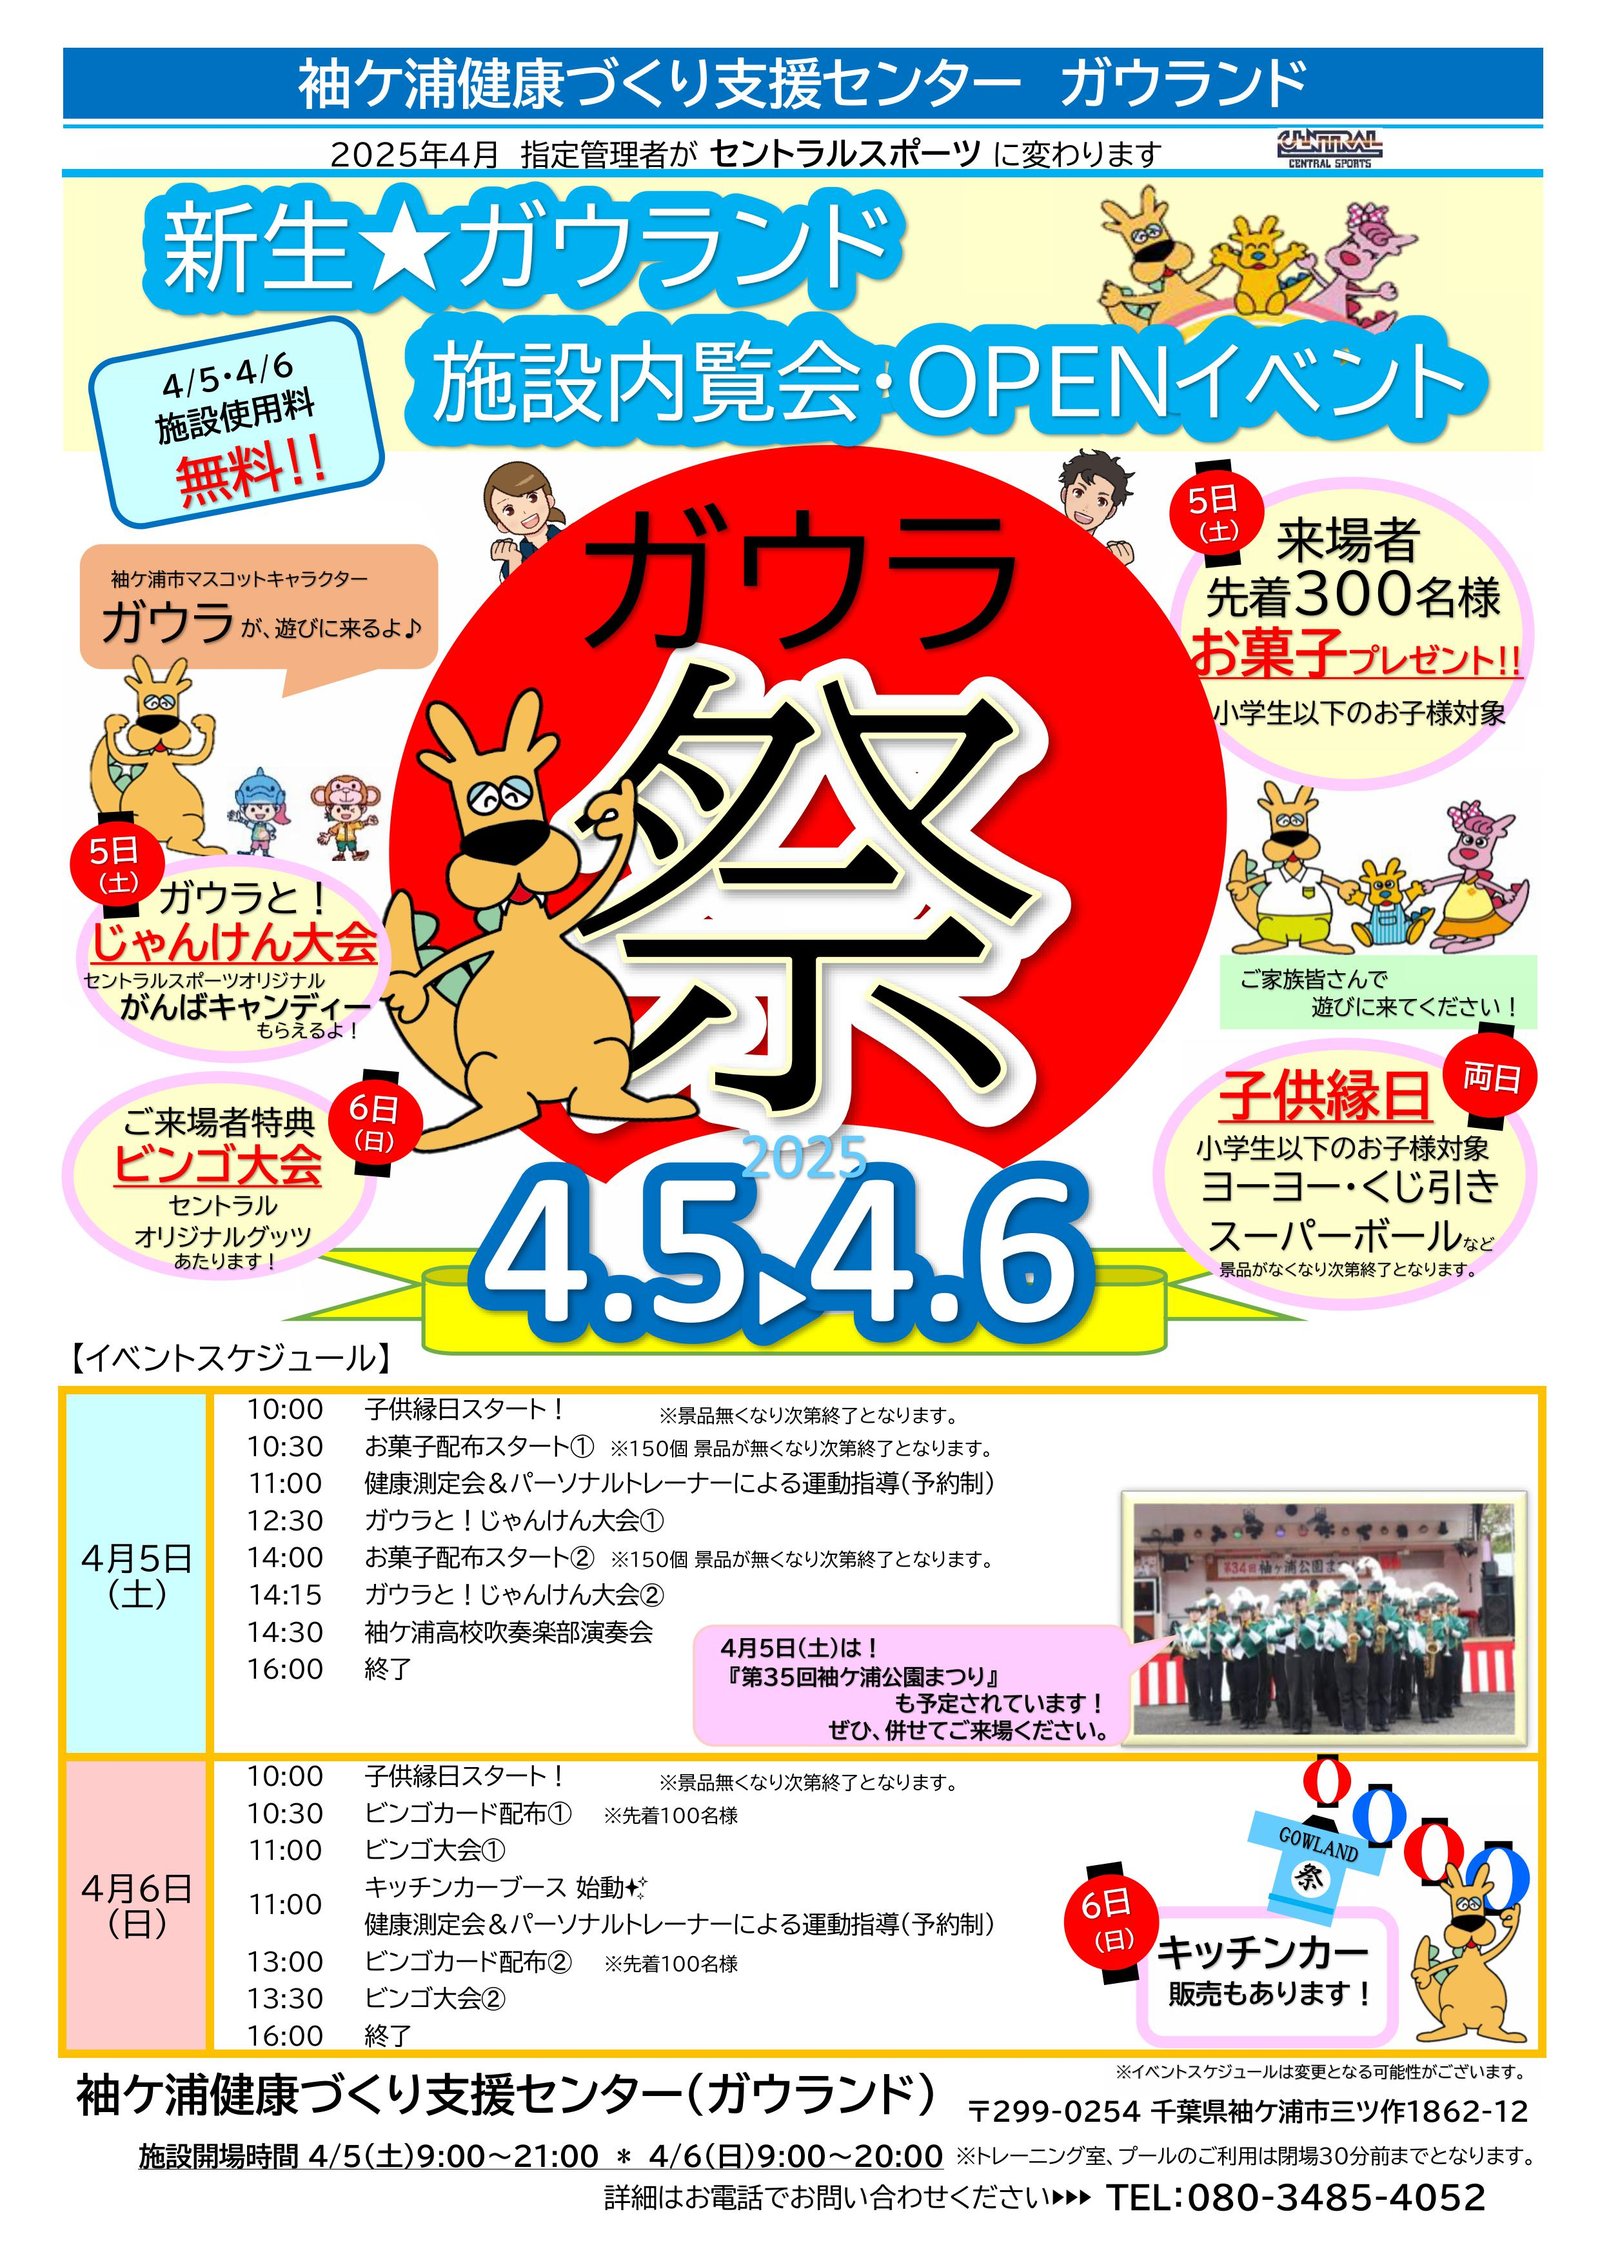 袖ケ浦健康づくり支援センター ガウランド
2025年4月 指定管理者が セントラルスポーツ に変わります
CENTRAL
CENTRAL SPORTS
新生★ガウランド
施設内覧会・OPENイベント
4/5・4/6
施設使用料
無料!!
袖ケ浦市マスコットキャラクター
ガウラ が、遊びに来るよ♪
ガウラ
祭
5日
(土)
来場者
先着300名様
お菓子プレゼント!!
小学生以下のお子様対象
5日
(土)
ガウラと！
じゃんけん大会
セントラルスポーツオリジナル
がんばキャンディー
もらえるよ！
ご家族皆さんで
遊びに来てください！
6日
(日)
ご来場者特典
ビンゴ大会
セントラル
オリジナルグッツ
あたります！
両日
子供縁日
小学生以下のお子様対象
ヨーヨー・くじ引き
スーパーボールなど
景品がなくなり次第終了となります。
2025
4.5▶4.6
【イベントスケジュール】
4月5日
(土)
10:00 子供縁日スタート！ ※景品無くなり次第終了となります。
10:30 お菓子配布スタート① ※150個 景品が無くなり次第終了となります。
11:00 健康測定会＆パーソナルトレーナーによる運動指導(予約制)
12:30 ガウラと！じゃんけん大会①
14:00 お菓子配布スタート② ※150個 景品が無くなり次第終了となります。
14:15 ガウラと！じゃんけん大会②
14:30 袖ケ浦高校吹奏楽部演奏会
16:00 終了
第34回 袖ケ浦公園ま
4月5日(土)は！
『第35回袖ケ浦公園まつり』
も予定されています！
ぜひ、併せてご来場ください。
4月6日
(日)
10:00 子供縁日スタート！ ※景品無くなり次第終了となります。
10:30 ビンゴカード配布① ※先着100名様
11:00 ビンゴ大会①
11:00 キッチンカーブース 始動✨
健康測定会＆パーソナルトレーナーによる運動指導(予約制)
13:00 ビンゴカード配布② ※先着100名様
13:30 ビンゴ大会②
16:00 終了
GOWLAND
祭
6日
(日)
キッチンカー
販売もあります！
※イベントスケジュールは変更となる可能性がございます。
袖ケ浦健康づくり支援センター(ガウランド) 〒299-0254 千葉県袖ケ浦市三ツ作1862-12
施設開場時間 4/5(土)9:00～21:00 ＊ 4/6(日)9:00～20:00 ※トレーニング室、プールのご利用は閉場30分前までとなります。
詳細はお電話でお問い合わせください▶▶▶ TEL:080-3485-4052